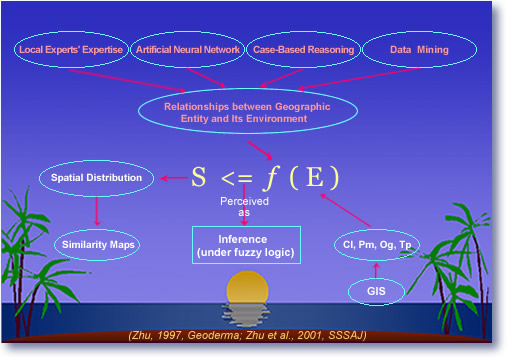 Local Experts' Expertise
Artificial Neural Network
Case-Based Reasoning
Data Mining
Relationships between Geographic
Entity and Its Environment
Spatial Distribution
S <= f ( E )
Perceived
as
Similarity Maps
Inference
(under fuzzy logic)
Cl, Pm, Og, Tp
GIS
(Zhu, 1997, Geoderma; Zhu et al., 2001, SSSAJ)